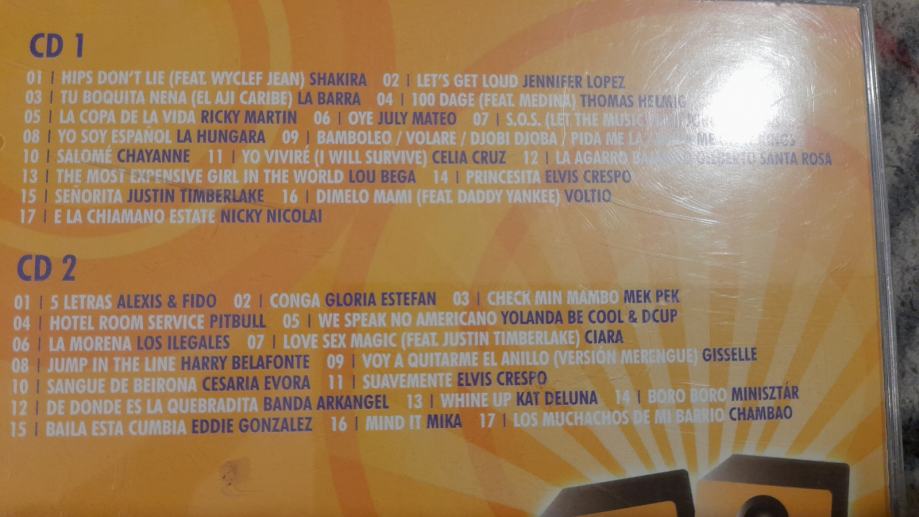 CD 1
01 | HIPS DON'T LIE (FEAT. WYCLEF JEAN) SHAKIRA 02 | LET'S GET LOUD JENNIFER LOPEZ
03 | TU BOQUITA NENA (EL AJI CARIBE) LA BARRA 04 | 100 DAGE (FEAT. MEDINA) THOMAS HELMIG
05 | LA COPA DE LA VIDA RICKY MARTIN 06 | OYE JULY MATEO 07 | S.O.S. (LET THE MUSIC
08 | YO SOY ESPAÑOL LA HUNGARA 09 | BAMBOLEO / VOLARE / DJOBI DJOBA / PIDA ME LA
10 | SALOMÉ CHAYANNE 11 | YO VIVIRÉ (I WILL SURVIVE) CELIA CRUZ 12 | LA AGARRO GILBERTO SANTA ROSA
13 | THE MOST EXPENSIVE GIRL IN THE WORLD LOU BEGA 14 | PRINCESITA ELVIS CRESPO
15 | SEÑORITA JUSTIN TIMBERLAKE 16 | DIMELO MAMI (FEAT. DADDY YANKEE) VOLTIO
17 | E LA CHIAMANO ESTATE NICKY NICOLAI
CD 2
01 | 5 LETRAS ALEXIS & FIDO 02 | CONGA GLORIA ESTEFAN 03 | CHECK MIN MAMBO MEK PEK
04 | HOTEL ROOM SERVICE PITBULL 05 | WE SPEAK NO AMERICANO YOLANDA BE COOL & DCUP
06 | LA MORENA LOS ILEGALES 07 | LOVE SEX MAGIC (FEAT. JUSTIN TIMBERLAKE) CIARA
08 | JUMP IN THE LINE HARRY BELAFONTE 09 | VOY A QUITARME EL ANILLO (VERSIÓN MERENGUE) GISSELLE
10 | SANGUE DE BEIRONA CESARIA EVORA 11 | SUAVEMENTE ELVIS CRESPO
12 | DE DONDE ES LA QUEBRADITA BANDA ARKANGEL 13 | WHINE UP KAT DELUNA 14 | BORO BORO MINISZTÁR
15 | BAILA ESTA CUMBIA EDDIE GONZALEZ 16 | MIND IT MIKA 17 | LOS MUCHACHOS DE MI BARRIO CHAMBAO